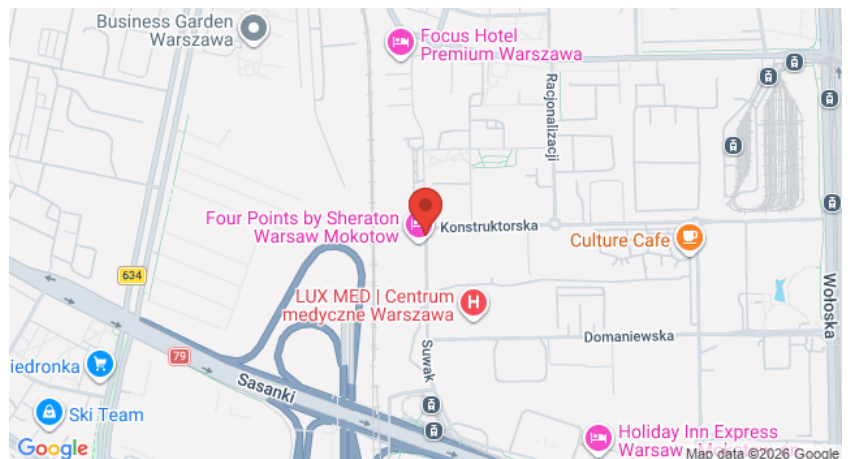 Business Garden
Warszawa
Focus Hotel
Premium Warszawa
Racjonalizacji
Four Points by Sheraton
Warsaw Mokotow
Konstruktorska
Culture Cafe
634
LUX MED | Centrum
medyczne Warszawa
H
Wołoska
Domaniewska
79
iedronka
Sasanki
Suwak
Ski Team
Holiday Inn Express
Google
Map data ©2026 Google